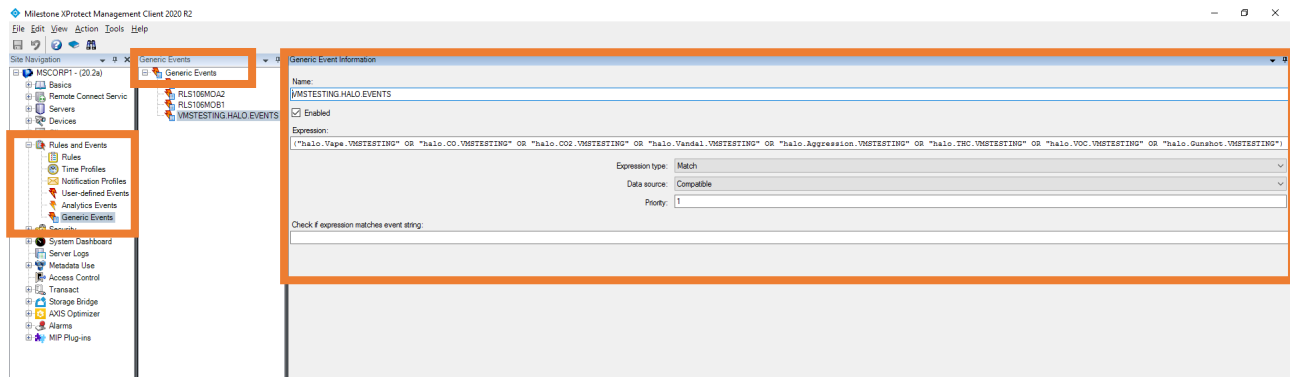 Milestone XProtect Management Client 2020 R2
File Edit View Action Tools Help
Site Navigation
MSCORP1 - (20.2a)
Basics
Remote Connect Servic
Servers
Devices
Rules and Events
Rules
Time Profiles
Notification Profiles
User-defined Events
Analytics Events
Generic Events
Security
System Dashboard
Server Logs
Metadata Use
Access Control
Transact
Storage Bridge
AXIS Optimizer
Alarms
MIP Plug-ins
Generic Events
Generic Events
RLS106MOA2
RLS106MOB1
VMSTESTING.HALO.EVENTS
Generic Event Information
Name:
VMSTESTING.HALO.EVENTS
Enabled
Expression:
("halo.Vape.VMSTESTING" OR "halo.CO.VMSTESTING" OR "halo.CO2.VMSTESTING" OR "halo.Vandal.VMSTESTING" OR "halo.Aggression.VMSTESTING" OR "halo.THC.VMSTESTING" OR "halo.VOC.VMSTESTING" OR "halo.Gunshot.VMSTESTING")
Expression type: Match
Data source: Compatible
Priority: 1
Check if expression matches event string: